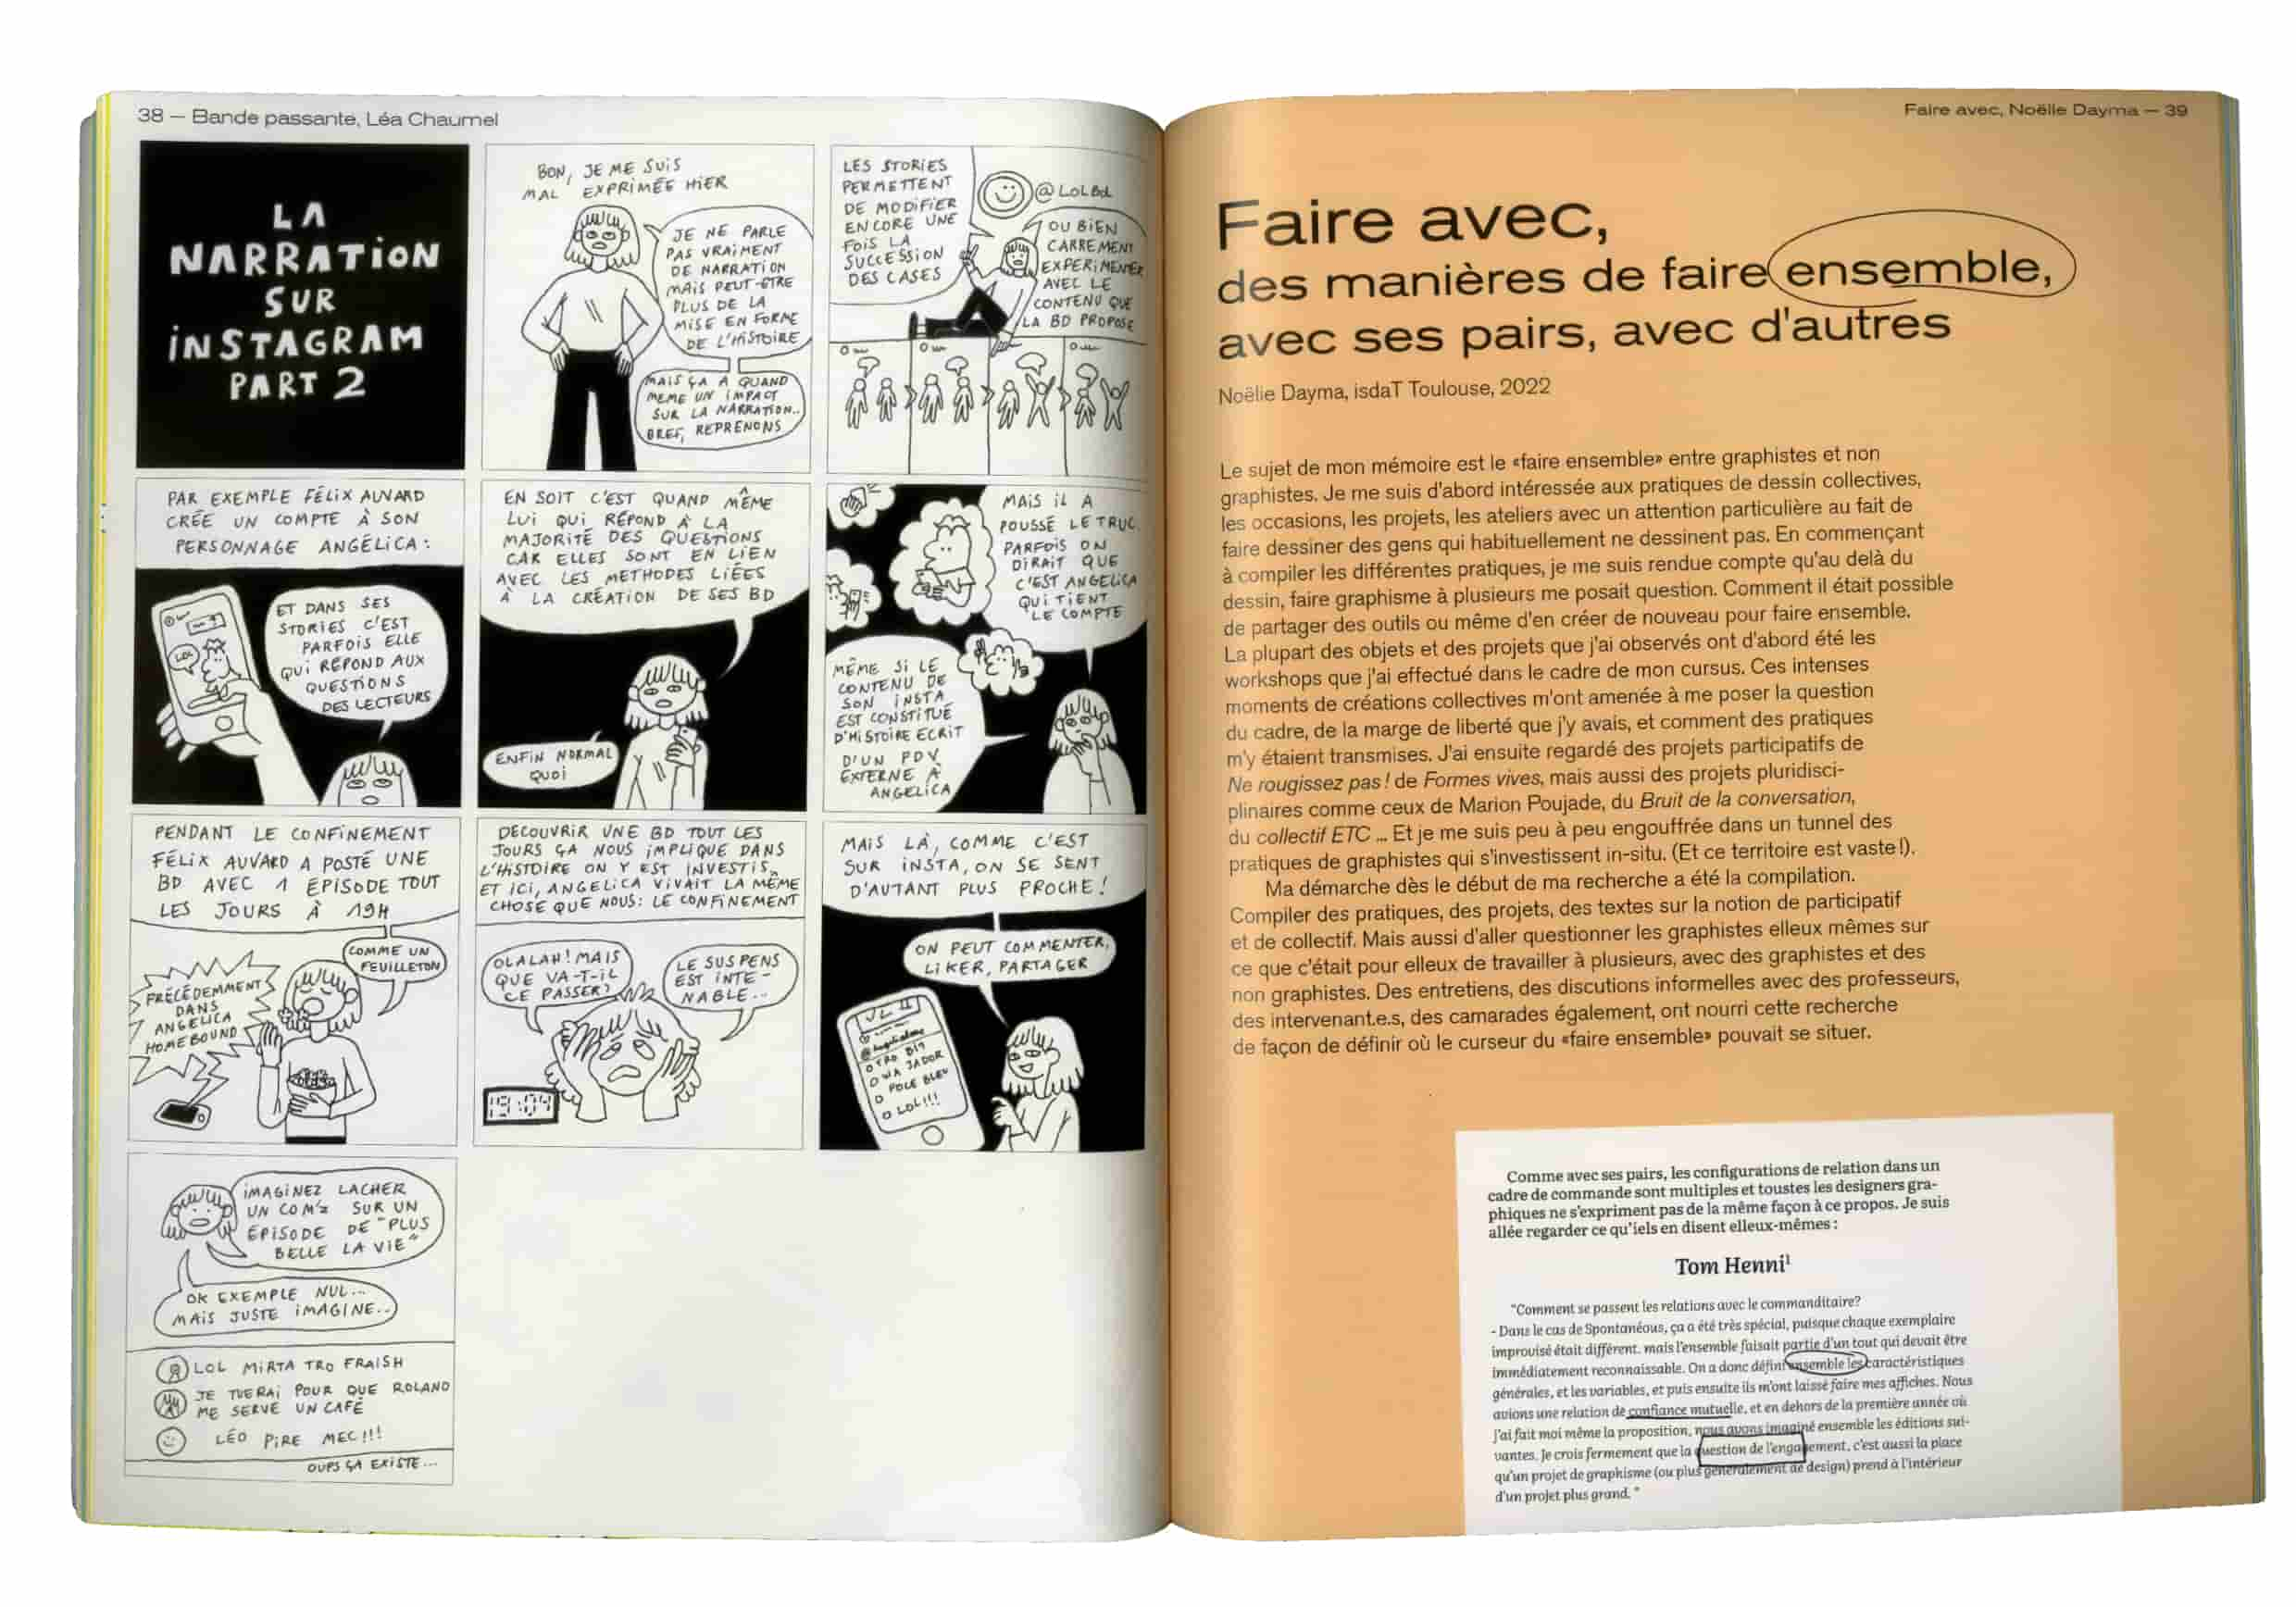 38 — Bande passante, Léa Chaumel
LA
NARRATION
SUR
INSTAGRAM
PART 2
BON, JE ME SUIS
MAL EXPRIMÉE HIER
JE NE PARLE
PAS VRAIMENT
DE NARRATION
MAIS PEUT-ETRE
PLUS DE LA
MISE EN FORME
DE L'HISTOIRE
MAIS ÇA A QUAND
MEME UN IMPACT
SUR LA NARRATION..
BREF, REPRENONS
LES STORIES
PERMETTENT
DE MODIFIER
ENCORE UNE
FOIS LA
SUCCESSION
DES CASES
@LOLBd
OU BIEN
CARREMENT
EXPERIMENTER
AVEC LE
CONTENU QUE
LA BD PROPOSE
PAR EXEMPLE FÉLIX AUVARD
CRÉE UN COMPTE À SON
PERSONNAGE ANGÉLICA :
LOL
ET DANS SES
STORIES C'EST
PARFOIS ELLE
QUI RÉPOND AUX
QUESTIONS
DES LECTEURS
EN SOIT C'EST QUAND MÊME
LUI QUI RÉPOND À LA
MAJORITÉ DES QUESTIONS
CAR ELLES SONT EN LIEN
AVEC LES METHODES LIÉES
À LA CRÉATION DE SES BD
ENFIN NORMAL
QUOI
MAIS IL A
POUSSÉ LE TRUC.
PARFOIS ON
DIRAIT QUE
C'EST ANGELICA
QUI TIENT
LE COMPTE
MÊME SI LE
CONTENU DE
SON INSTA
EST CONSTITUÉ
D'HISTOIRE ECRIT
D'UN PDV
EXTERNE À
ANGELICA
PENDANT LE CONFINEMENT
FÉLIX AUVARD A POSTÉ UNE
BD AVEC 1 ÉPISODE TOUT
LES JOURS À 19H
COMME UN
FEUILLETON
PRÉCÉDEMMENT
DANS
ANGELICA
HOMEBOUND
DECOUVRIR UNE BD TOUT LES
JOURS ÇA NOUS IMPLIQUE DANS
L'HISTOIRE ON Y EST INVESTIS.
ET ICI, ANGELICA VIVAIT LA MÊME
CHOSE QUE NOUS: LE CONFINEMENT
OLALAH! MAIS
QUE VA-T-IL
CE PASSER?
LE SUSPENS
EST INTE-
NABLE...
19:04
MAIS LÀ, COMME C'EST
SUR INSTA, ON SE SENT
D'AUTANT PLUS PROCHE!
ON PEUT COMMENTER,
LIKER, PARTAGER
TRO BI1
WA JADOR
POCE BLEU
LOL!!!
IMAGINEZ LACHER
UN COM'z SUR UN
ÉPISODE DE "PLUS
BELLE LA VIE"
OK EXEMPLE NUL...
MAIS JUSTE IMAGINE..
LOL MIRTA TRO FRAISH
JE TUERAI POUR QUE ROLAND
ME SERVE UN CAFÉ
LÉO PIRE MEC!!!
OUPS ÇA EXISTE...
Faire avec, Noëlie Dayma — 39
Faire avec,
des manières de faire ensemble,
avec ses pairs, avec d'autres
Noëlie Dayma, isdaT Toulouse, 2022
Le sujet de mon mémoire est le «faire ensemble» entre graphistes et non
graphistes. Je me suis d'abord intéressée aux pratiques de dessin collectives,
les occasions, les projets, les ateliers avec un attention particulière au fait de
faire dessiner des gens qui habituellement ne dessinent pas. En commençant
à compiler les différentes pratiques, je me suis rendue compte qu'au delà du
dessin, faire graphisme à plusieurs me posait question. Comment il était possible
de partager des outils ou même d'en créer de nouveau pour faire ensemble.
La plupart des objets et des projets que j'ai observés ont d'abord été les
workshops que j'ai effectué dans le cadre de mon cursus. Ces intenses
moments de créations collectives m'ont amenée à me poser la question
du cadre, de la marge de liberté que j'y avais, et comment des pratiques
m'y étaient transmises. J'ai ensuite regardé des projets participatifs de
Ne rougissez pas ! de Formes vives, mais aussi des projets pluridisci-
plinaires comme ceux de Marion Poujade, du Bruit de la conversation,
du collectif ETC ... Et je me suis peu à peu engouffrée dans un tunnel des
pratiques de graphistes qui s'investissent in-situ. (Et ce territoire est vaste !).
Ma démarche dès le début de ma recherche a été la compilation.
Compiler des pratiques, des projets, des textes sur la notion de participatif
et de collectif. Mais aussi d'aller questionner les graphistes elleux mêmes sur
ce que c'était pour elleux de travailler à plusieurs, avec des graphistes et des
non graphistes. Des entretiens, des discutions informelles avec des professeurs,
des intervenant.e.s, des camarades également, ont nourri cette recherche
de façon de définir où le curseur du «faire ensemble» pouvait se situer.
Comme avec ses pairs, les configurations de relation dans un
cadre de commande sont multiples et toustes les designers gra-
phiques ne s'expriment pas de la même façon à ce propos. Je suis
allée regarder ce qu'iels en disent elleux-mêmes :
Tom Henni¹
"Comment se passent les relations avec le commanditaire?
- Dans le cas de Spontanéous, ça a été très spécial, puisque chaque exemplaire
improvisé était différent. mais l'ensemble faisait partie d'un tout qui devait être
immédiatement reconnaissable. On a donc défini ensemble les caractéristiques
générales, et les variables, et puis ensuite ils m'ont laissé faire mes affiches. Nous
avions une relation de confiance mutuelle, et en dehors de la première année où
j'ai fait moi même la proposition, nous avons imaginé ensemble les éditions sui-
vantes. Je crois fermement que la question de l'engagement, c'est aussi la place
qu'un projet de graphisme (ou plus généralement de design) prend à l'intérieur
d'un projet plus grand. "